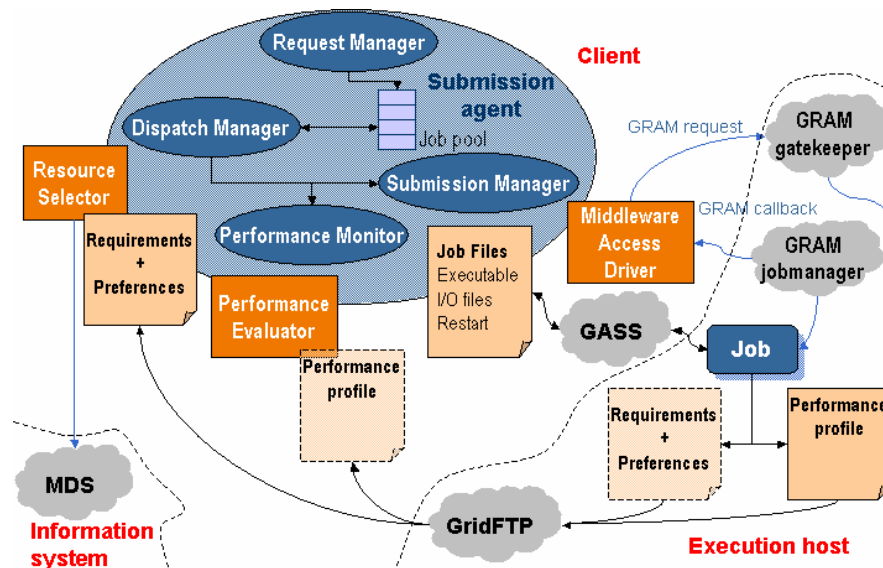 Request Manager
Client
Submission
agent
Job pool
Dispatch Manager
GRAM request
GRAM
gatekeeper
Resource
Selector
Submission Manager
Middleware
Access
Driver
GRAM callback
GRAM
jobmanager
Performance Monitor
Requirements
+
Preferences
Job Files
Executable
I/O files
Restart
Performance
Evaluator
GASS
Job
Performance
profile
Requirements
+
Preferences
Performance
profile
MDS
Information
system
GridFTP
Execution host